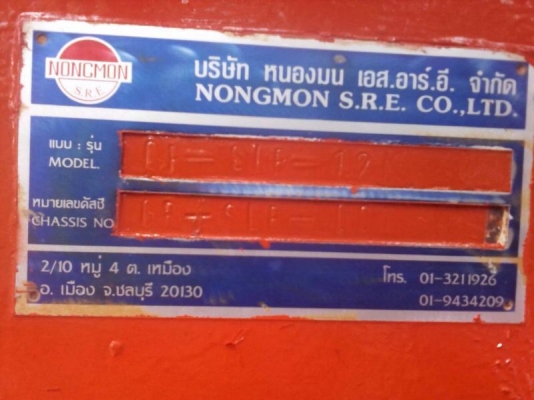 NONGMON
S.R.E.
บริษัท หนองมน เอส.อาร์.อี. จำกัด
NONGMON S.R.E. CO.,LTD.
แบบ : รุ่น
MODEL.
หมายเลขคัสซี
CHASSIS NO
2/10 หมู่ 4 ต. เหมือง
อ. เมือง จ.ชลบุรี 20130
โทร. 01-3211926
01-9434209